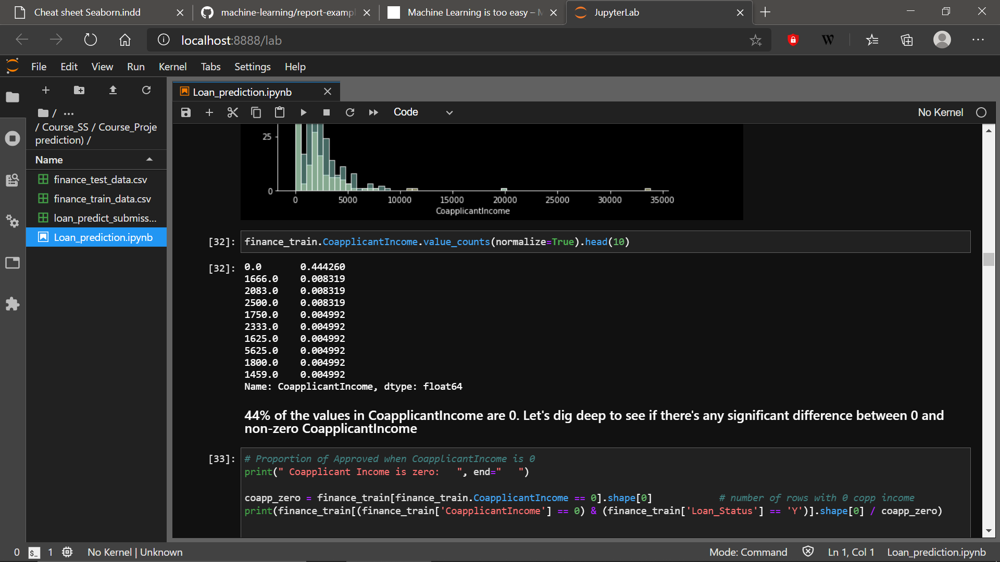 Cheat sheet Seaborn.indd
machine-learning/report-exampl
Machine Learning is too easy – M
JupyterLab
localhost:8888/lab
W
File Edit View Run Kernel Tabs Settings Help
Loan_prediction.ipynb
/ ...
/ Course_SS / Course_Proje
prediction) /
Code
No Kernel
Name
finance_test_data.csv
finance_train_data.csv
loan_predict_submiss...
Loan_prediction.ipynb
25
0
0 5000 10000 15000 20000 25000 30000 35000
CoapplicantIncome
[32]: finance_train.CoapplicantIncome.value_counts(normalize=True).head(10)
[32]: 0.0 0.444260
1666.0 0.008319
2083.0 0.008319
2500.0 0.008319
1750.0 0.004992
2333.0 0.004992
1625.0 0.004992
5625.0 0.004992
1800.0 0.004992
1459.0 0.004992
Name: CoapplicantIncome, dtype: float64
44% of the values in CoapplicantIncome are 0. Let's dig deep to see if there's any significant difference between 0 and
non-zero CoapplicantIncome
[33]: # Proportion of Approved when CoapplicantIncome is 0
print(" Coapplicant Income is zero:   ", end="   ")
coapp_zero = finance_train[finance_train.CoapplicantIncome == 0].shape[0] # number of rows with 0 copp income
print(finance_train[(finance_train['CoapplicantIncome'] == 0) & (finance_train['Loan_Status'] == 'Y')].shape[0] / coapp_zero)
0 $_ 1 No Kernel | Unknown
Mode: Command Ln 1, Col 1 Loan_prediction.ipynb